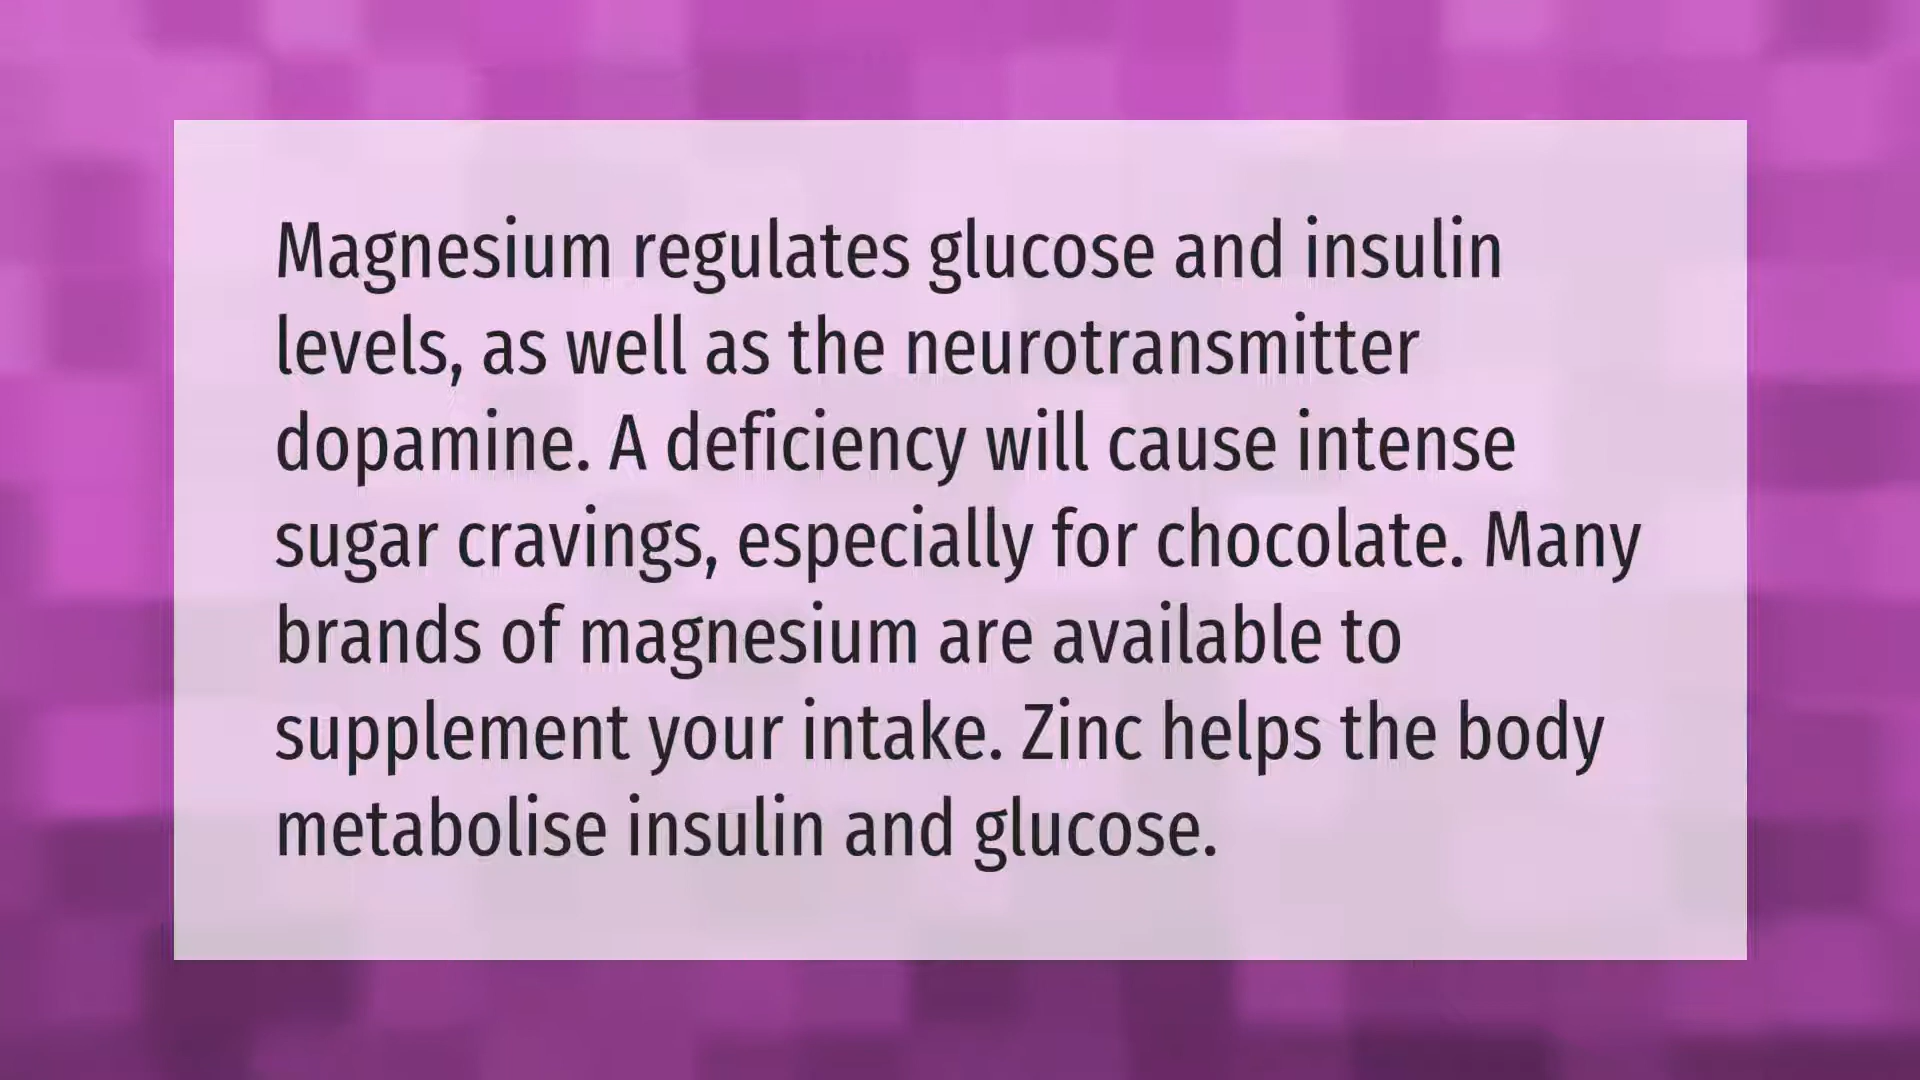 Magnesium regulates glucose and insulin
levels, as well as the neurotransmitter
dopamine. A deficiency will cause intense
sugar cravings, especially for chocolate. Many
brands of magnesium are available to
supplement your intake. Zinc helps the body
metabolise insulin and glucose.